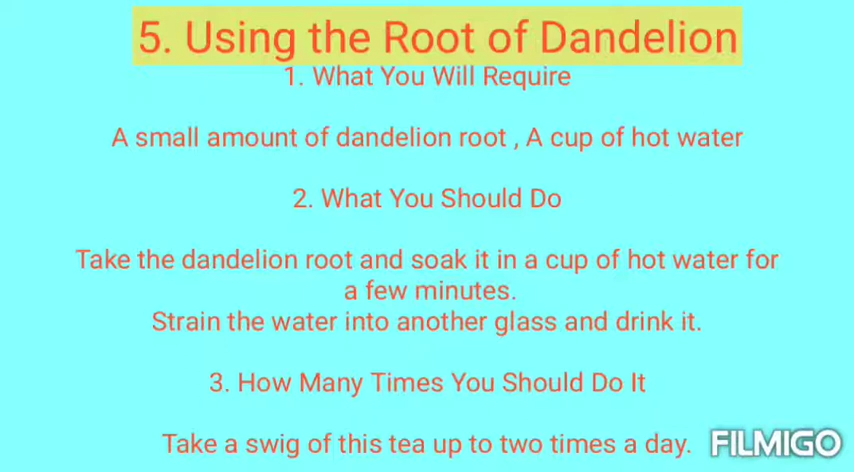 5. Using the Root of Dandelion
1. What You Will Require
A small amount of dandelion root , A cup of hot water
2. What You Should Do
Take the dandelion root and soak it in a cup of hot water for
a few minutes.
Strain the water into another glass and drink it.
3. How Many Times You Should Do It
Take a swig of this tea up to two times a day.
FILMIGO